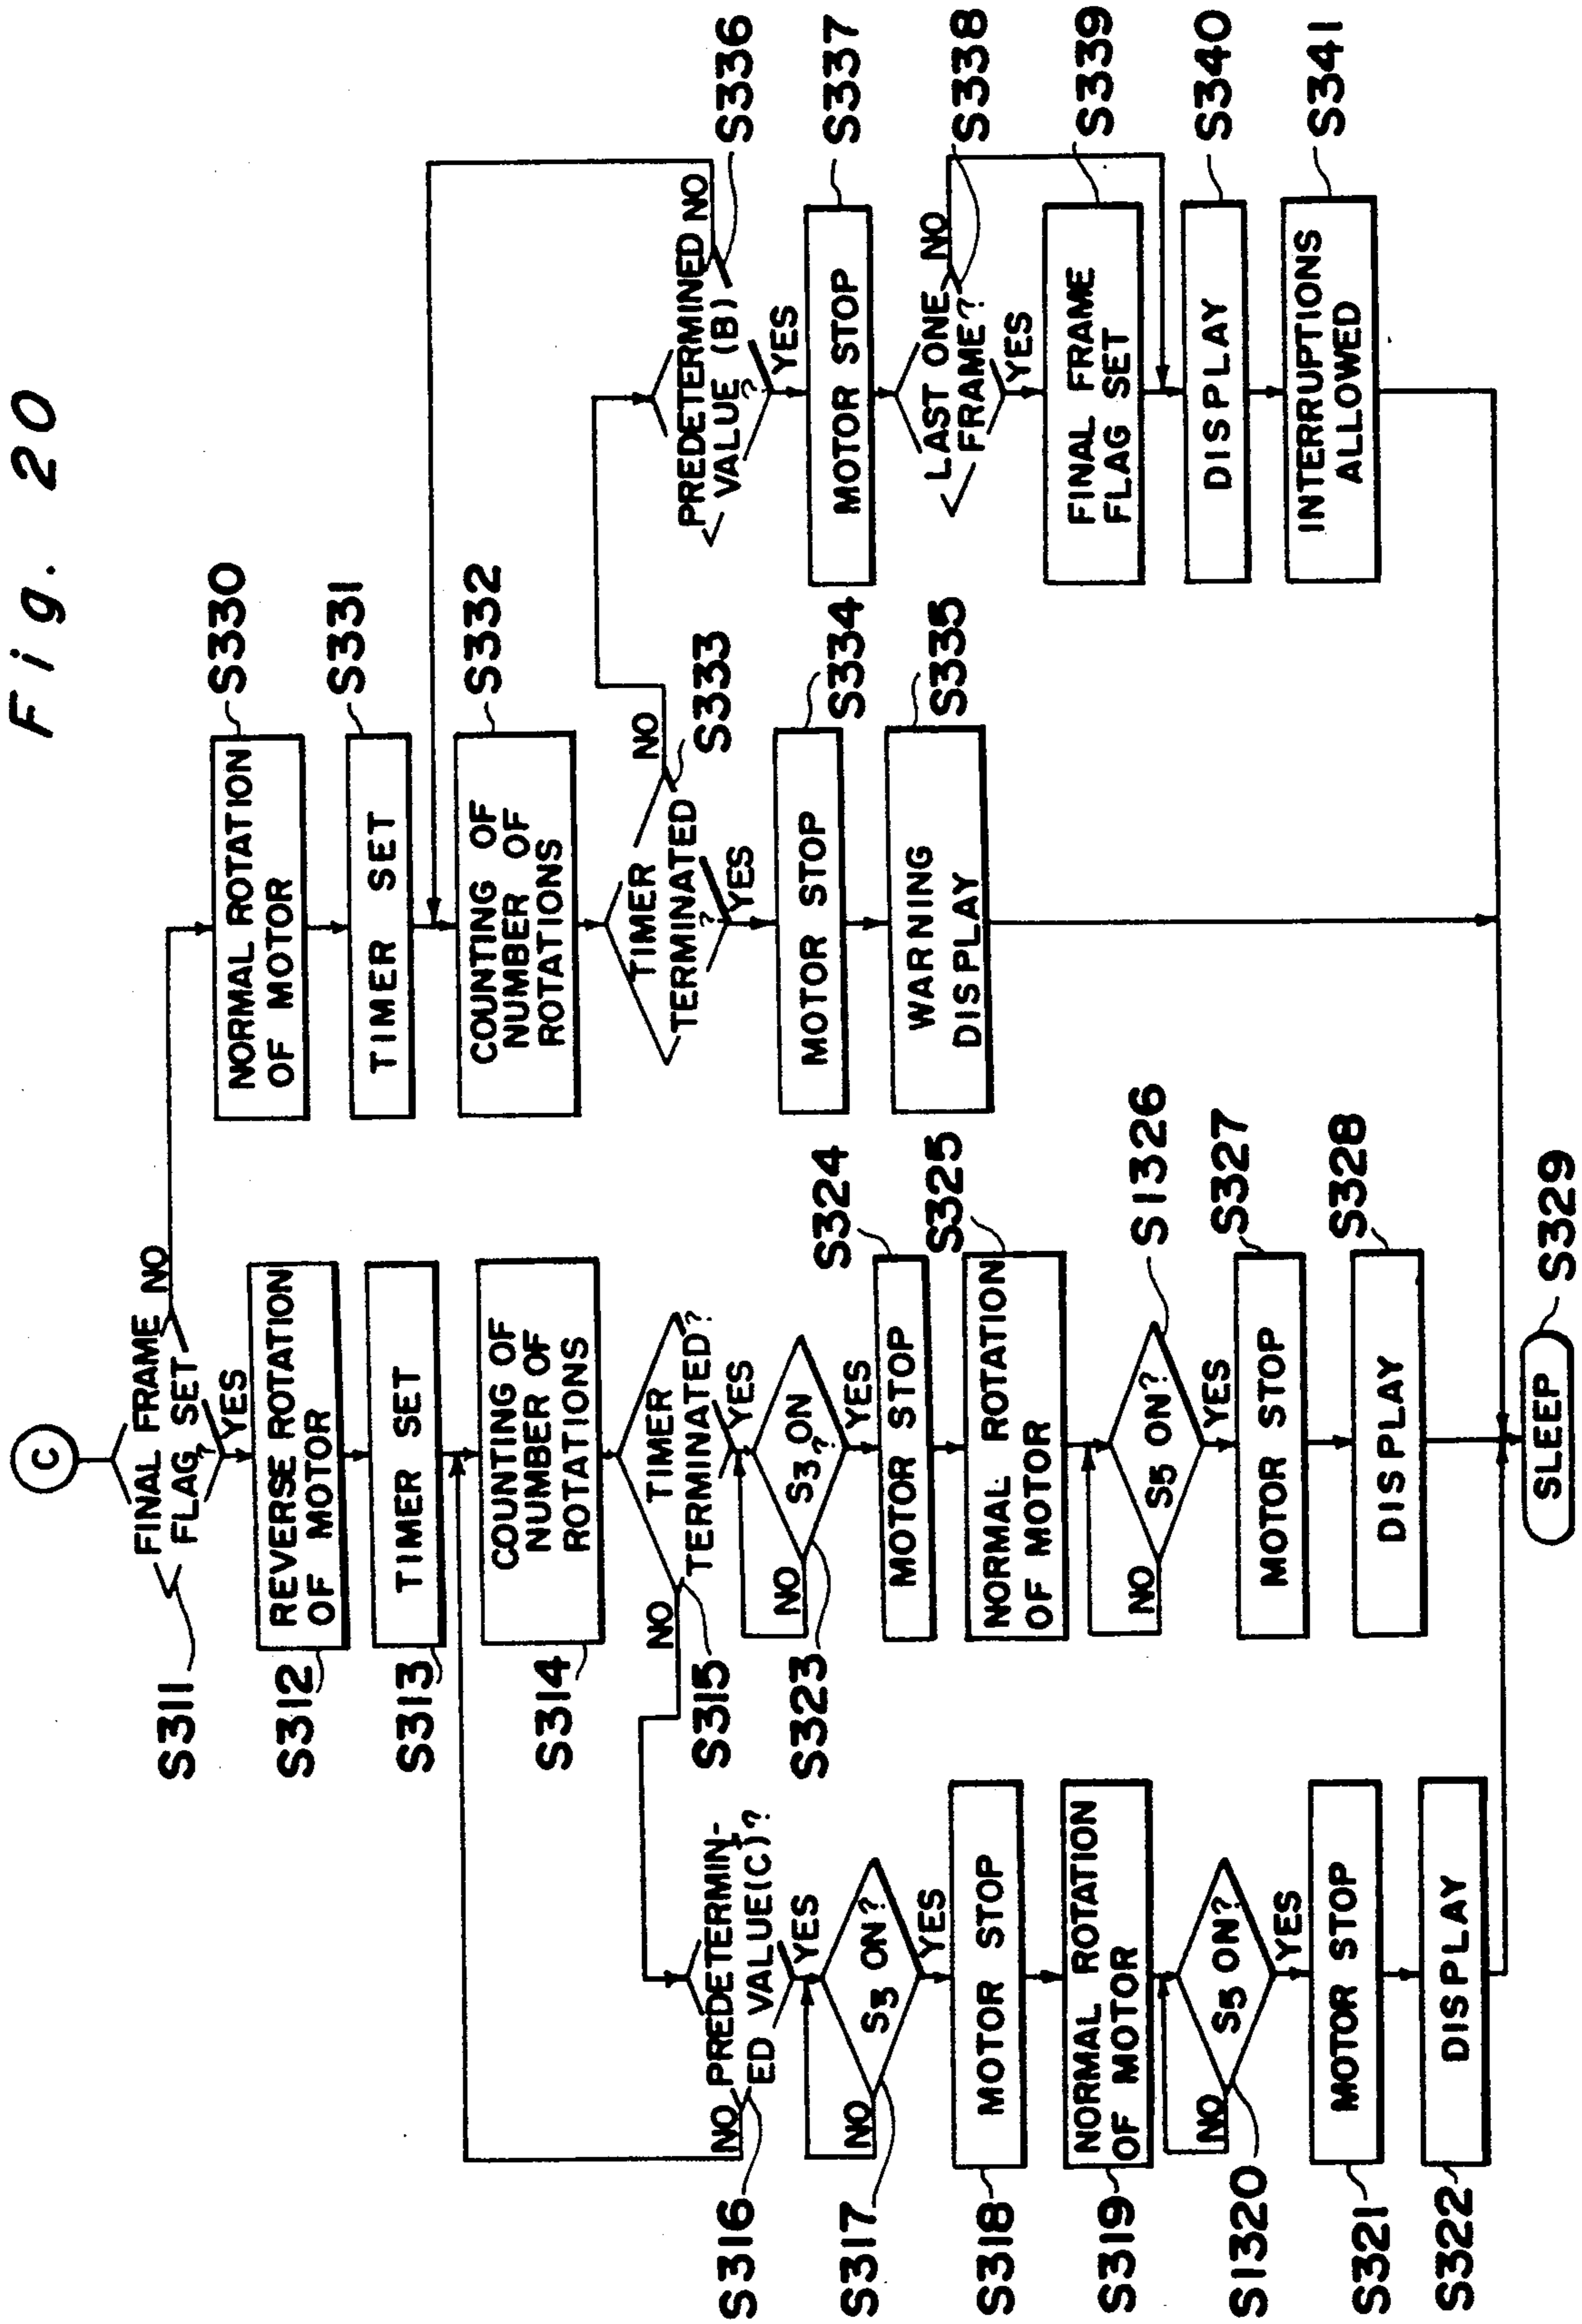 Fig. 20
C
FINAL FRAME
FLAG SET
?
NO
YES
S311
REVERSE ROTATION
OF MOTOR
S312
TIMER SET
S313
COUNTING OF
NUMBER OF
ROTATIONS
S314
TIMER
TERMINATED?
NO
YES
S315
PREDETERMIN-
ED VALUE(C)?
NO
YES
S316
S3 ON?
NO
YES
S317
MOTOR STOP
S318
NORMAL ROTATION
OF MOTOR
S319
S5 ON?
NO
YES
S1320
MOTOR STOP
S321
DISPLAY
S322
S3 ON
?
NO
YES
S323
MOTOR STOP
S324
NORMAL ROTATION
OF MOTOR
S325
S5 ON?
NO
YES
S1326
MOTOR STOP
S327
DISPLAY
S328
SLEEP
S329
NORMAL ROTATION
OF MOTOR
S330
TIMER SET
S331
COUNTING OF
NUMBER OF
ROTATIONS
S332
TIMER
TERMINATED
?
NO
YES
S333
MOTOR STOP
S334
WARNING
DISPLAY
S335
PREDETERMINED
VALUE (B)
?
NO
YES
S336
MOTOR STOP
S337
LAST ONE
FRAME?
NO
YES
S338
FINAL FRAME
FLAG SET
S339
DISPLAY
S340
INTERRUPTIONS
ALLOWED
S341